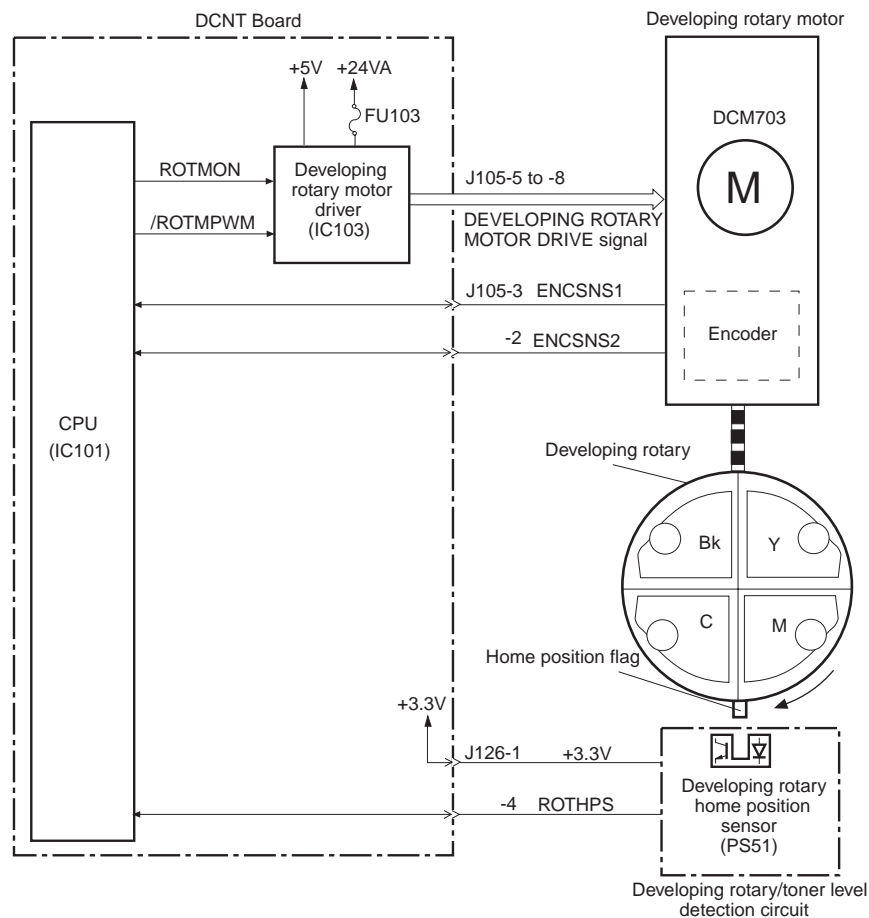 DCNT Board
Developing rotary motor
+5V
+24VA
FU103
DCM703
M
ROTMON
/ROTMPWM
Developing
rotary motor
driver
(IC103)
J105-5 to -8
DEVELOPING ROTARY
MOTOR DRIVE signal
J105-3
ENCSNS1
-2
ENCSNS2
Encoder
CPU
(IC101)
Developing rotary
Bk
Y
C
M
Home position flag
+3.3V
J126-1
+3.3V
-4
ROTHPS
Developing rotary
home position
sensor
(PS51)
Developing rotary/toner level
detection circuit